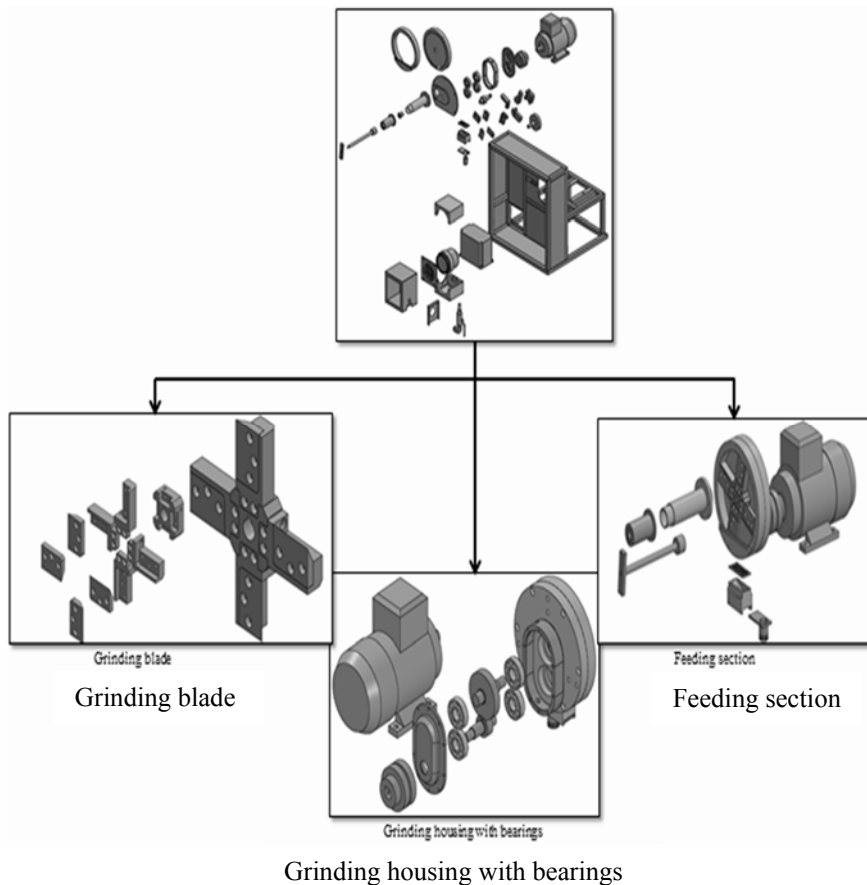 Grinding blade
Grinding blade
Feeding section
Feeding section
Grinding housing with bearings
Grinding housing with bearings